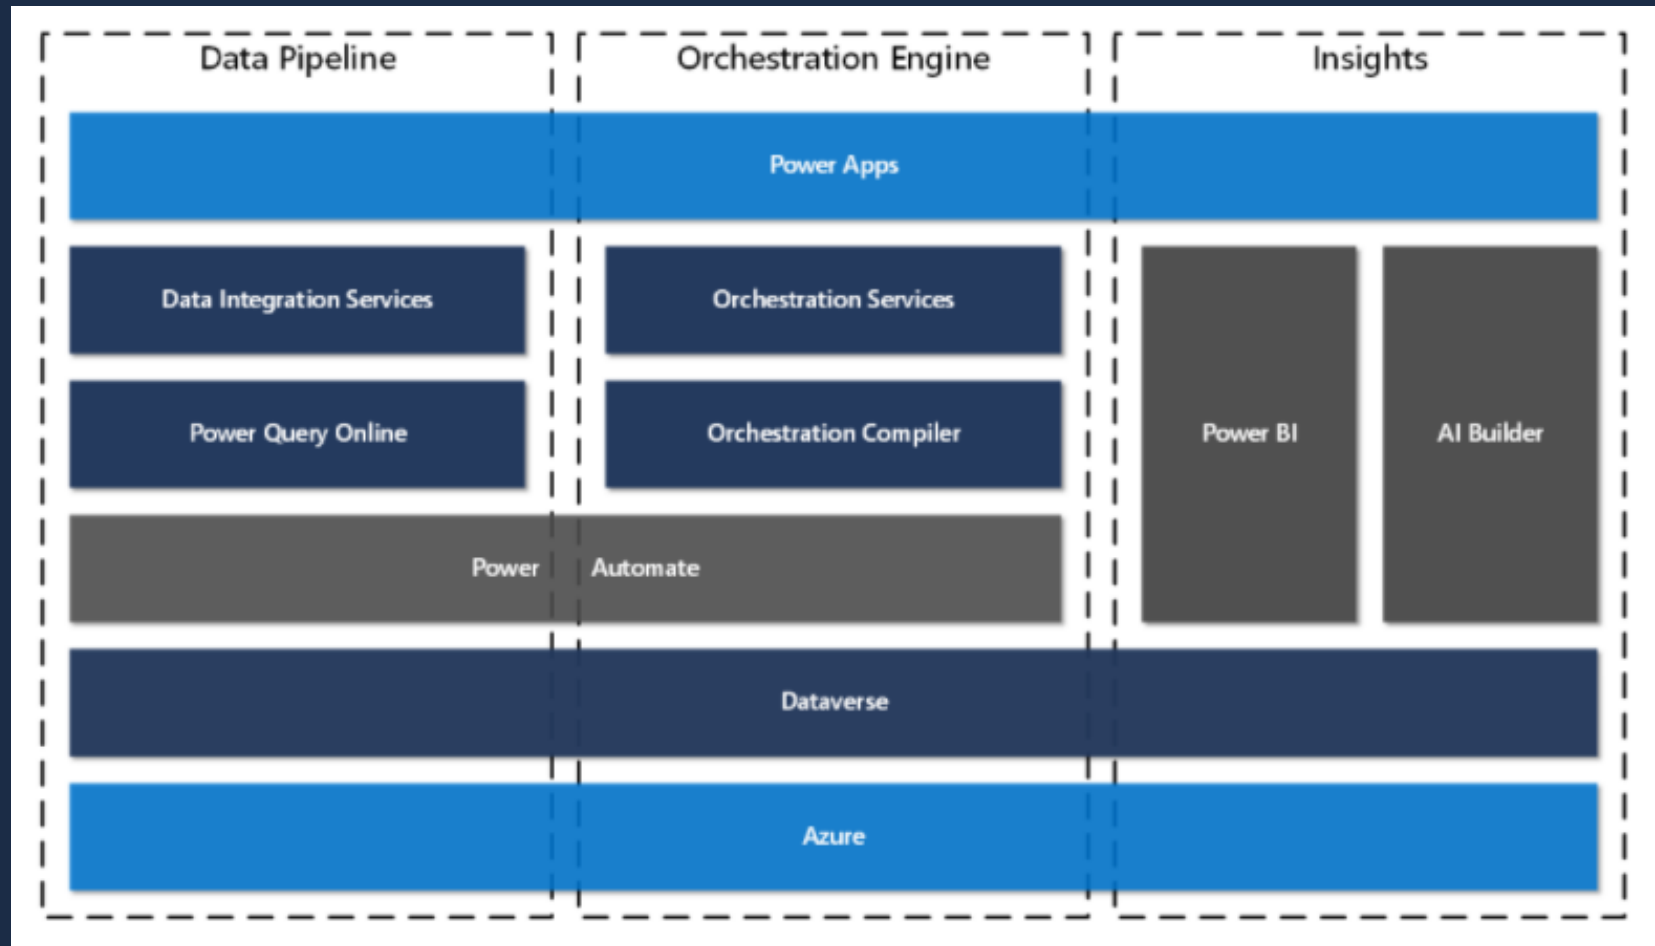 Data Pipeline
Orchestration Engine
Insights
Power Apps
Data Integration Services
Orchestration Services
Power Query Online
Orchestration Compiler
Power BI
AI Builder
Power Automate
Dataverse
Azure